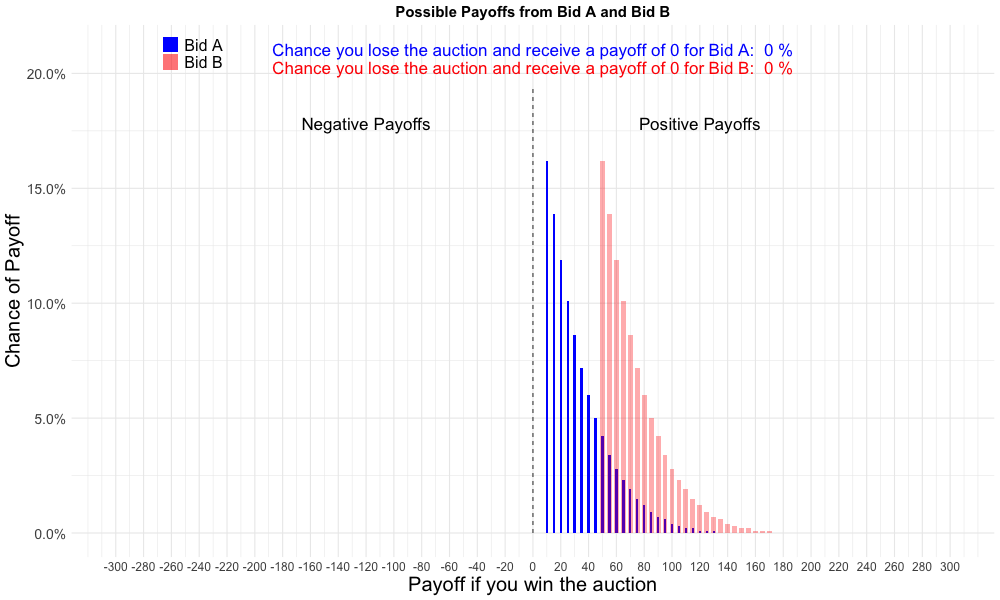 Possible Payoffs from Bid A and Bid B
Bid A
Bid B
Chance you lose the auction and receive a payoff of 0 for Bid A:  0 %
Chance you lose the auction and receive a payoff of 0 for Bid B:  0 %
Negative Payoffs
Positive Payoffs
Chance of Payoff
20.0%
15.0%
10.0%
5.0%
0.0%
-300 -280 -260 -240 -220 -200 -180 -160 -140 -120 -100 -80 -60 -40 -20 0 20 40 60 80 100 120 140 160 180 200 220 240 260 280 300
Payoff if you win the auction